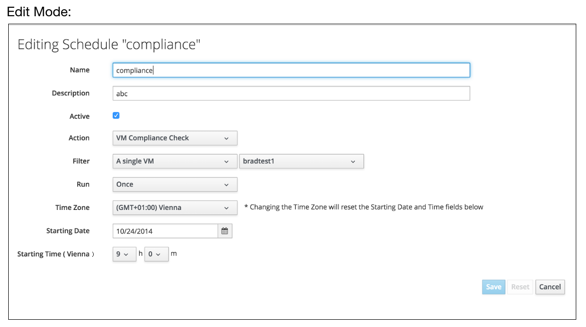 Edit Mode:
Editing Schedule "compliance"
Name compliance
Description abc
Active
Action VM Compliance Check
Filter A single VM bradtest1
Run Once
Time Zone (GMT+01:00) Vienna * Changing the Time Zone will reset the Starting Date and Time fields below
Starting Date 10/24/2014
Starting Time ( Vienna ) 9 h 0 m
Save Reset Cancel